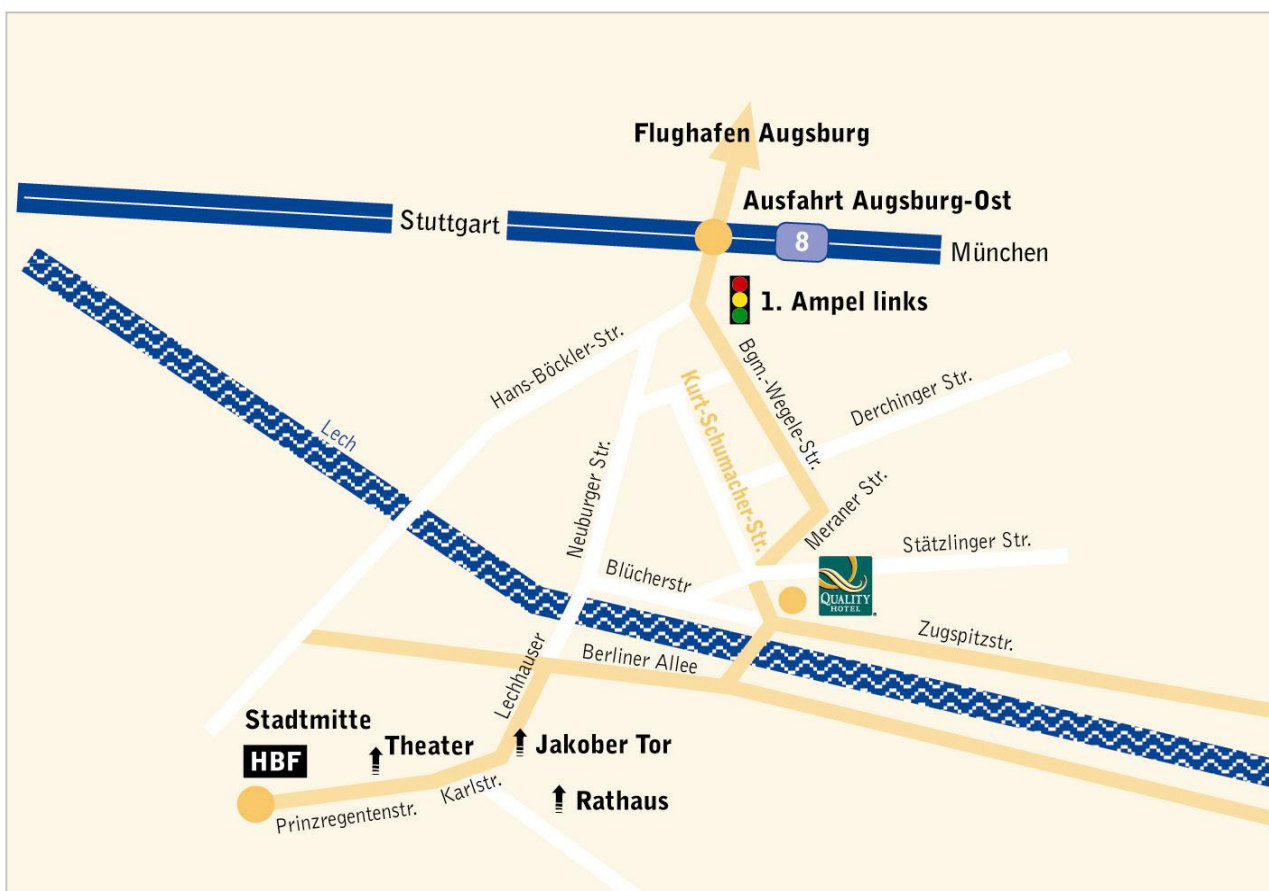 Flughafen Augsburg
Ausfahrt Augsburg-Ost
Stuttgart
8
München
1. Ampel links
Hans-Böckler-Str.
Kurt-Schumacher-Str.
Bgm.-Wegele-Str.
Derchinger Str.
Lech
Neuburger Str.
Meraner Str.
Stätzlinger Str.
Blücherstr
QUALITY
HOTEL
Zugspitzstr.
Berliner Allee
Lechhauser
Stadtmitte
HBF
Theater
Jakober Tor
Karlstr.
Rathaus
Prinzregentenstr.